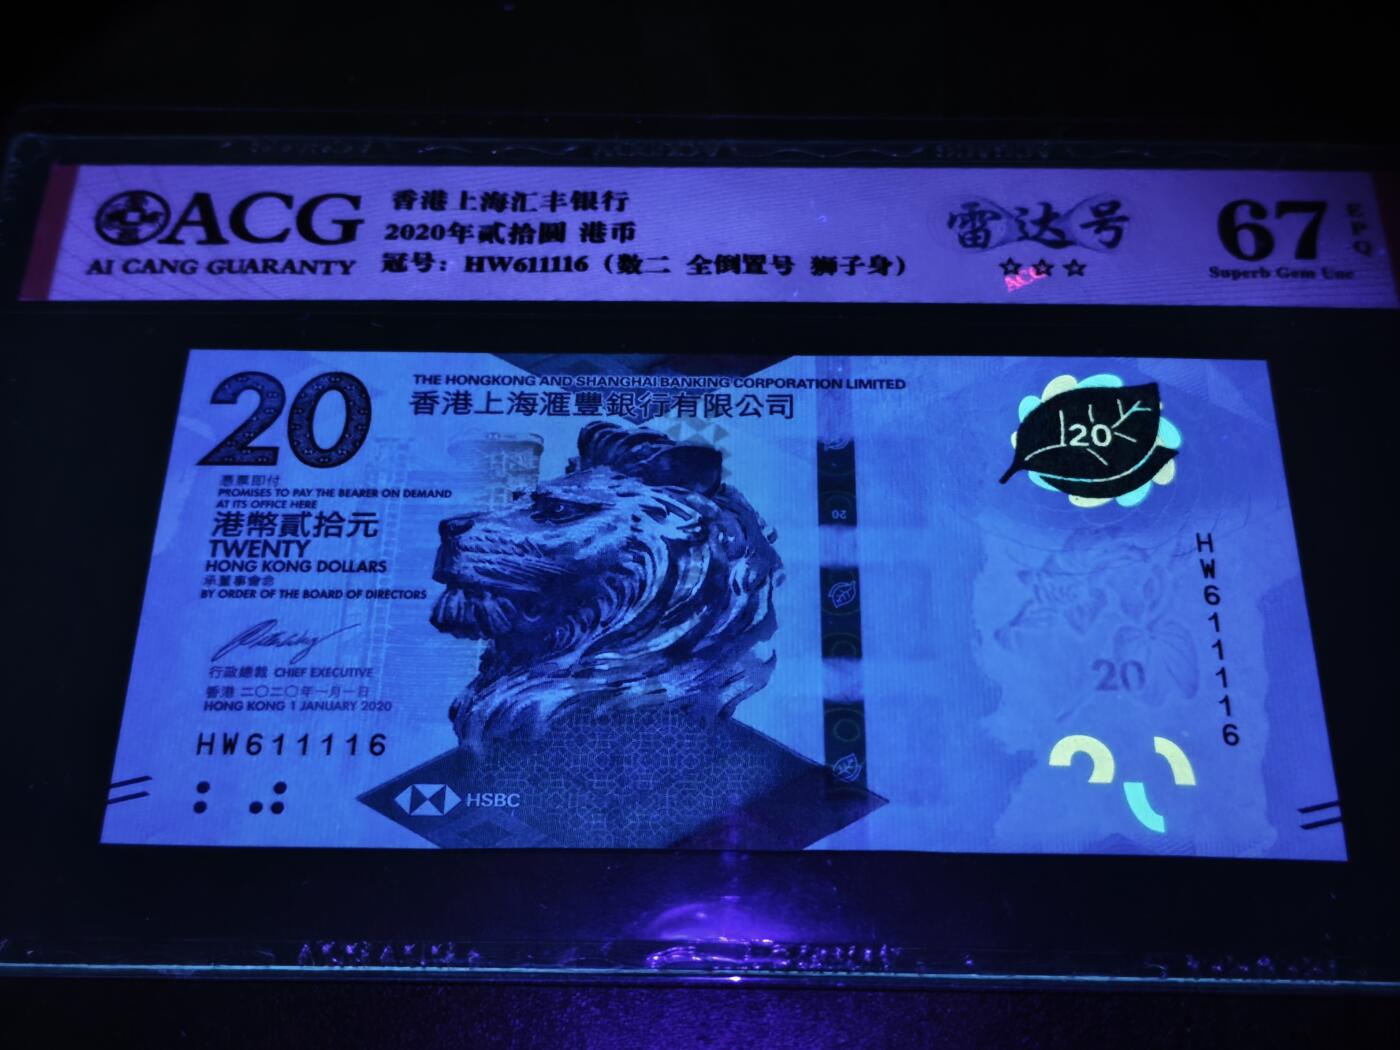 ACG
AI CANG GUARANTY
香港上海汇丰银行
2020年贰拾圆 港币
冠号：HW611116（数二 全倒置号 狮子身）
雷达号
☆☆☆
ACG
67
EPQ
Superb Gem Unc
20
THE HONGKONG AND SHANGHAI BANKING CORPORATION LIMITED
香港上海滙豐銀行有限公司
憑票即付
PROMISES TO PAY THE BEARER ON DEMAND
AT ITS OFFICE HERE
港幣貳拾元
TWENTY
HONG KONG DOLLARS
承董事會命
BY ORDER OF THE BOARD OF DIRECTORS
行政總裁 CHIEF EXECUTIVE
香港 二〇二〇年一月一日
HONG KONG 1 JANUARY 2020
HW611116
HSBC
20
20
HW611116
20
20